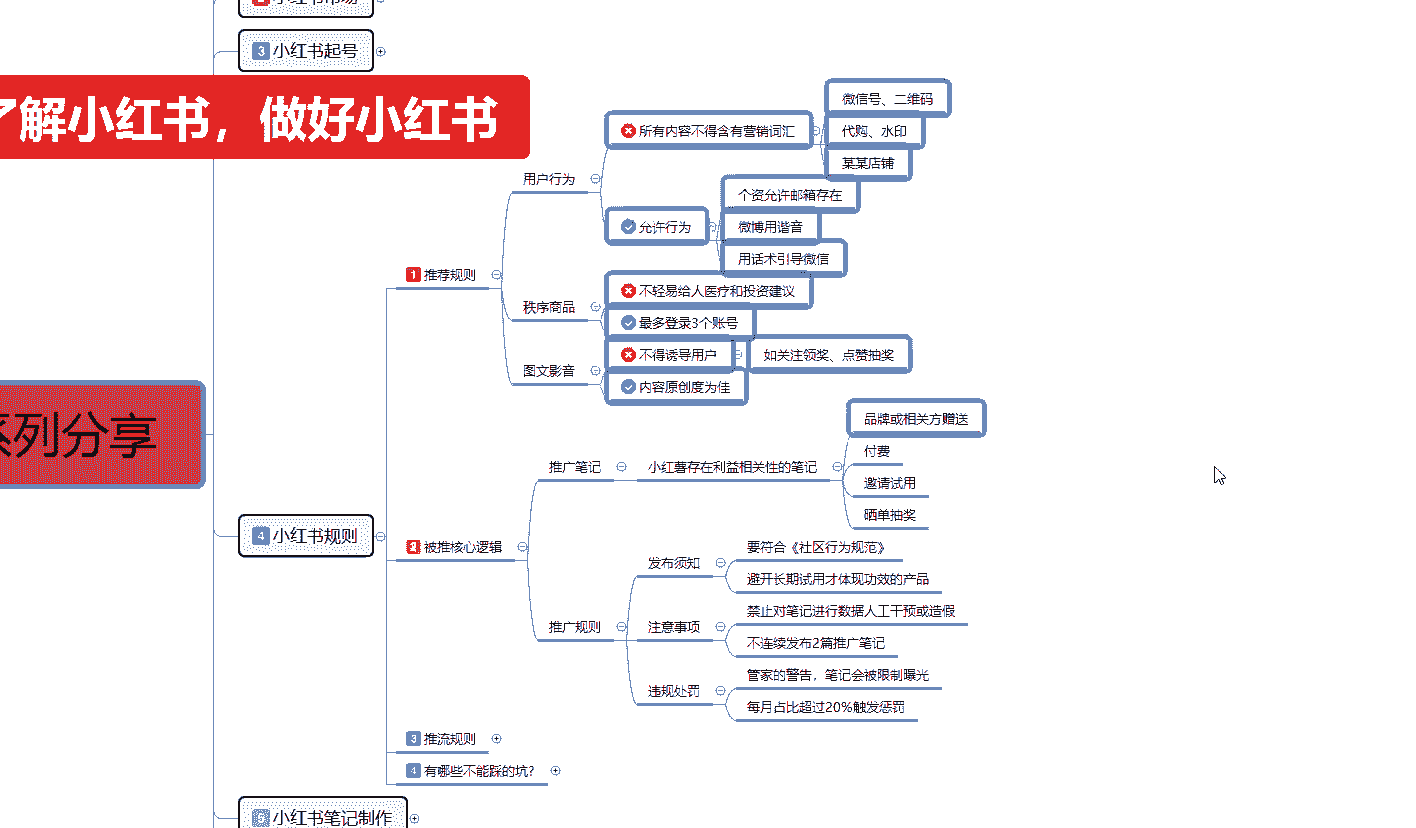 小红书市场
3 小红书起号
了解小红书，做好小红书
微信号、二维码
所有内容不得含有营销词汇
代购、水印
某某店铺
用户行为
个资允许邮箱存在
允许行为
微博用谐音
用话术引导微信
1 推荐规则
不轻易给人医疗和投资建议
秩序商品
最多登录3个账号
不得诱导用户
如关注领奖、点赞抽奖
图文影音
内容原创度为佳
系列分享
品牌或相关方赠送
付费
推广笔记
小红薯存在利益相关性的笔记
邀请试用
晒单抽奖
4 小红书规则
2 被推核心逻辑
要符合《社区行为规范》
发布须知
避开长期试用才体现功效的产品
禁止对笔记进行数据人工干预或造假
推广规则
注意事项
不连续发布2篇推广笔记
管家的警告，笔记会被限制曝光
违规处罚
每月占比超过20%触发惩罚
3 推流规则
4 有哪些不能踩的坑？
5 小红书笔记制作